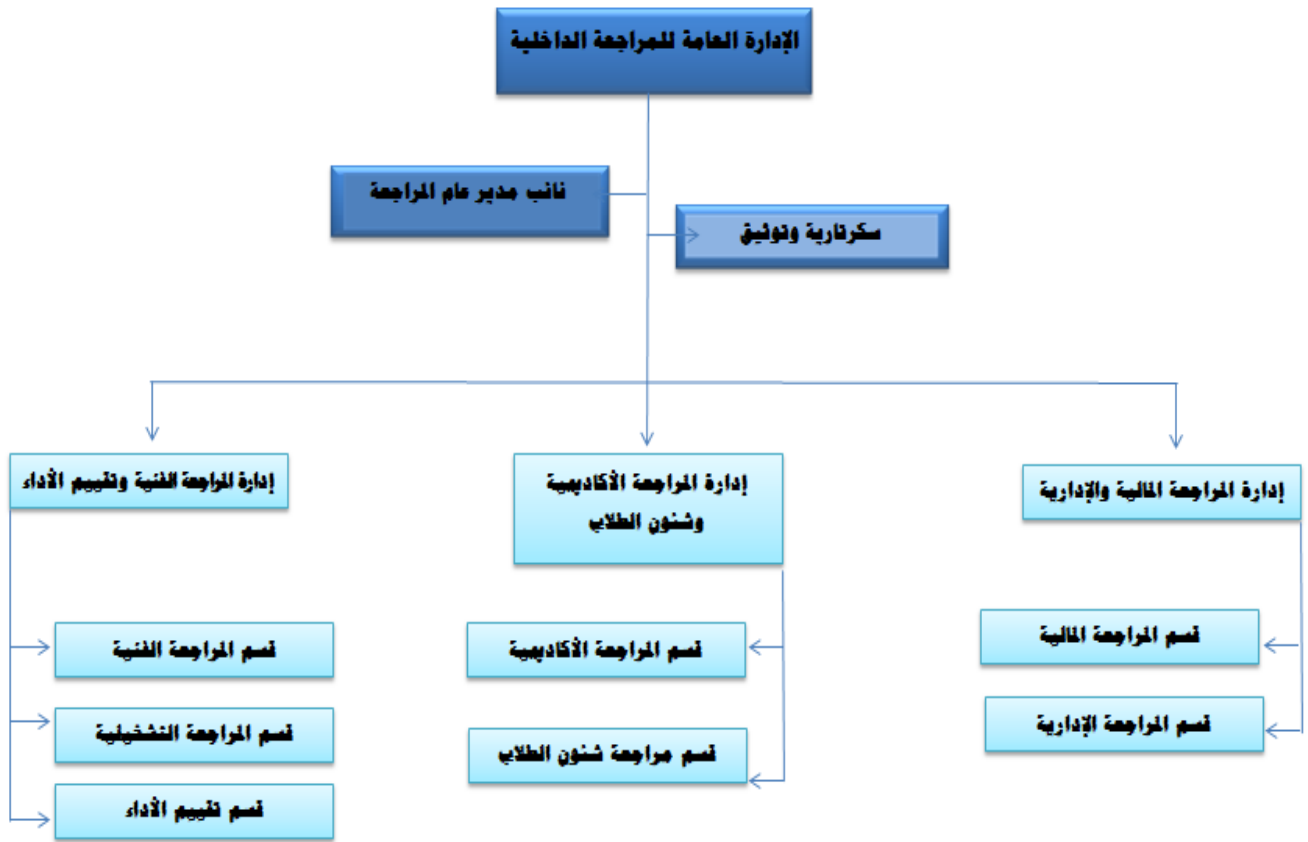 الإدارة العامة للمراجعة الداخلية
نائب مدير عام المراجعة
سكرتارية وتوثيق
إدارة المراجعة المالية والإدارية
إدارة المراجعة الأكاديمية
وشئون الطلاب
إدارة المراجعة الفنية وتقييم الأداء
قسم المراجعة المالية
قسم المراجعة الإدارية
قسم المراجعة الأكاديمية
قسم مراجعة شئون الطلاب
قسم المراجعة الفنية
قسم المراجعة التشغيلية
قسم تقييم الأداء